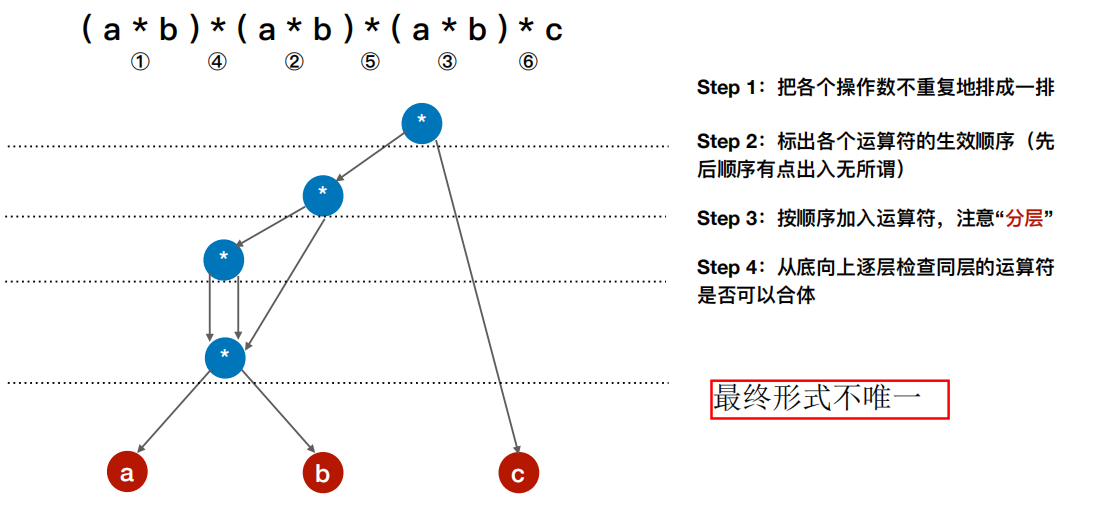 ( a * b ) * ( a * b ) * ( a * b ) * c
① ④ ② ⑤ ③ ⑥
Step 1：把各个操作数不重复地排成一排
Step 2：标出各个运算符的生效顺序（先
后顺序有点出入无所谓）
Step 3：按顺序加入运算符，注意“分层”
Step 4：从底向上逐层检查同层的运算符
是否可以合体
最终形式不唯一
*
*
*
*
a b c